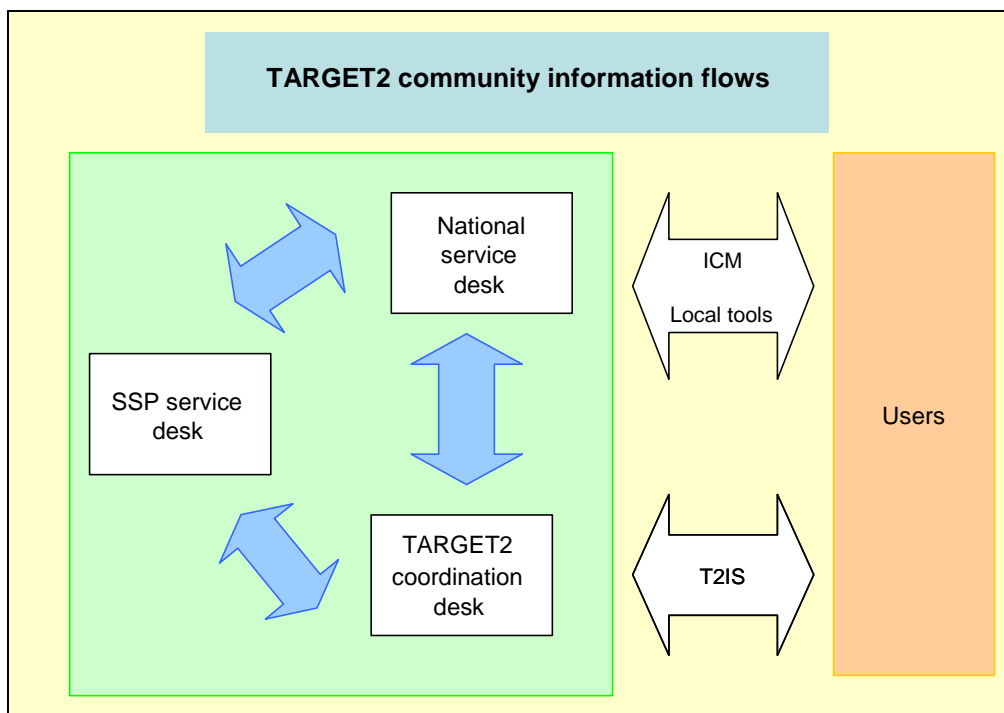 TARGET2 community information flows
National
service
desk
SSP service
desk
TARGET2
coordination
desk
ICM
Local tools
T2IS
Users